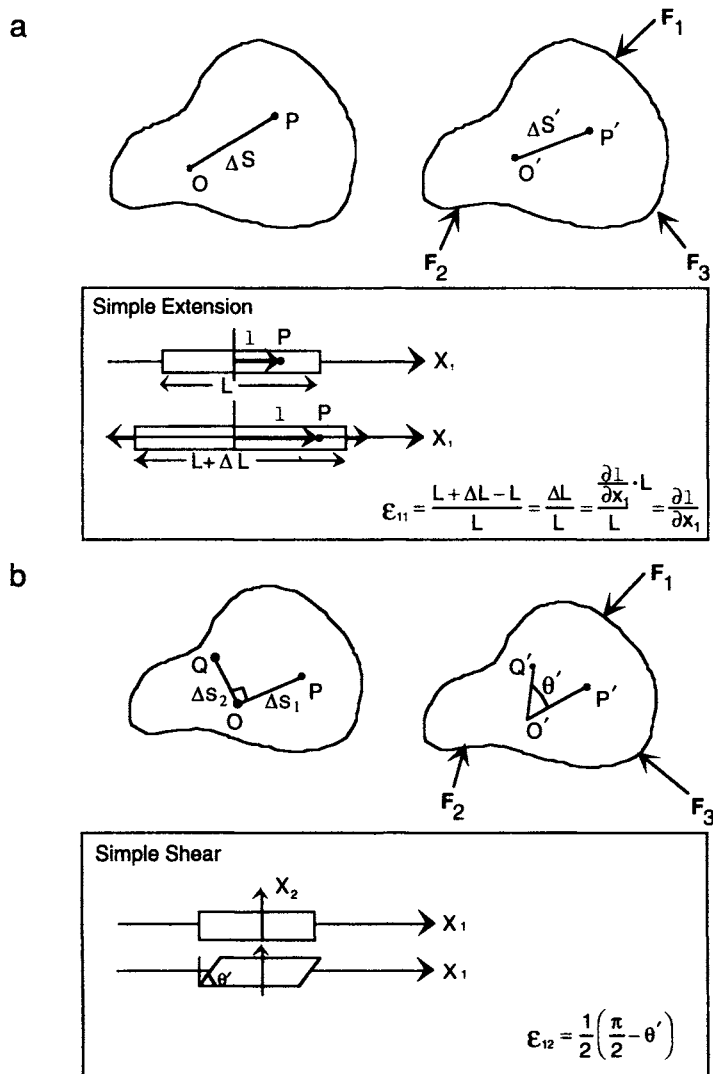 a
F₁
P
ΔS
O
ΔS′
P′
O′
F₂
F₃
Simple Extension
l P
X₁
L
l P
X₁
L+ΔL
ε₁₁ = (L + ΔL − L)/L = ΔL/L = (∂l/∂x₁ · L)/L = ∂l/∂x₁
b
F₁
Q
P
Δs₂
Δs₁
O
Q′
θ′
P′
O′
F₂
F₃
Simple Shear
X₂
X₁
θ′
X₁
ε₁₂ = 1/2 (π/2 − θ′)